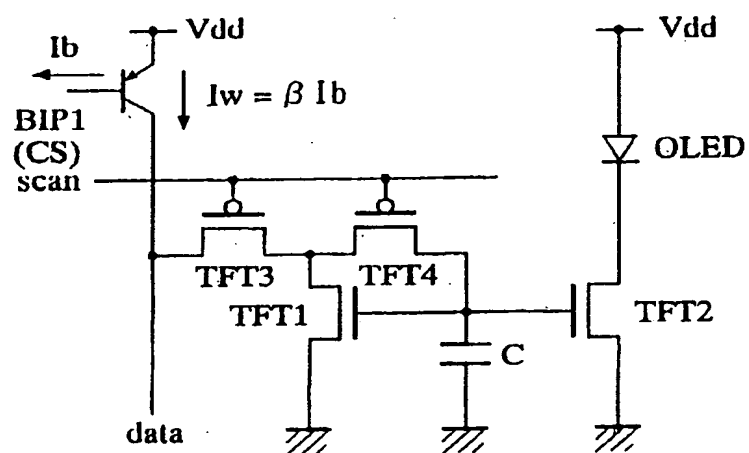 Vdd
Vdd
Ib
Iw = β Ib
BIP1
(CS)
OLED
scan
TFT3
TFT4
TFT1
TFT2
C
data